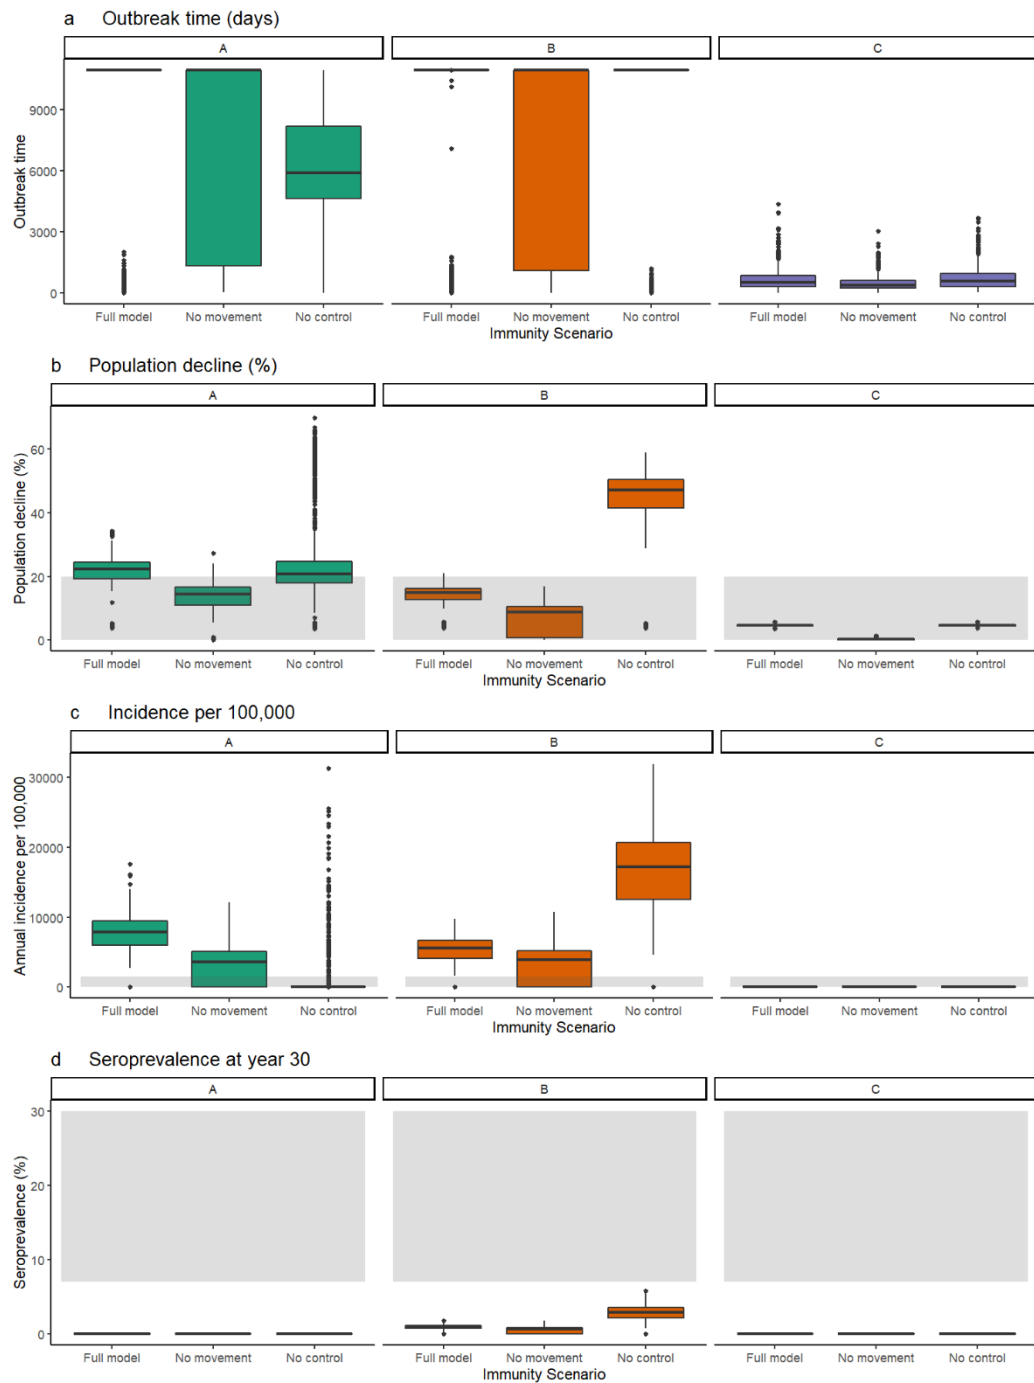 a Outbreak time (days)
A B C
Outbreak time
9000
6000
3000
0
Full model No movement No control Full model No movement No control Full model No movement No control
Immunity Scenario
b Population decline (%)
A B C
Population decline (%)
60
40
20
0
Full model No movement No control Full model No movement No control Full model No movement No control
Immunity Scenario
c Incidence per 100,000
A B C
Annual incidence per 100,000
30000
20000
10000
0
Full model No movement No control Full model No movement No control Full model No movement No control
Immunity Scenario
d Seroprevalence at year 30
A B C
Seroprevalence (%)
30
20
10
0
Full model No movement No control Full model No movement No control Full model No movement No control
Immunity Scenario